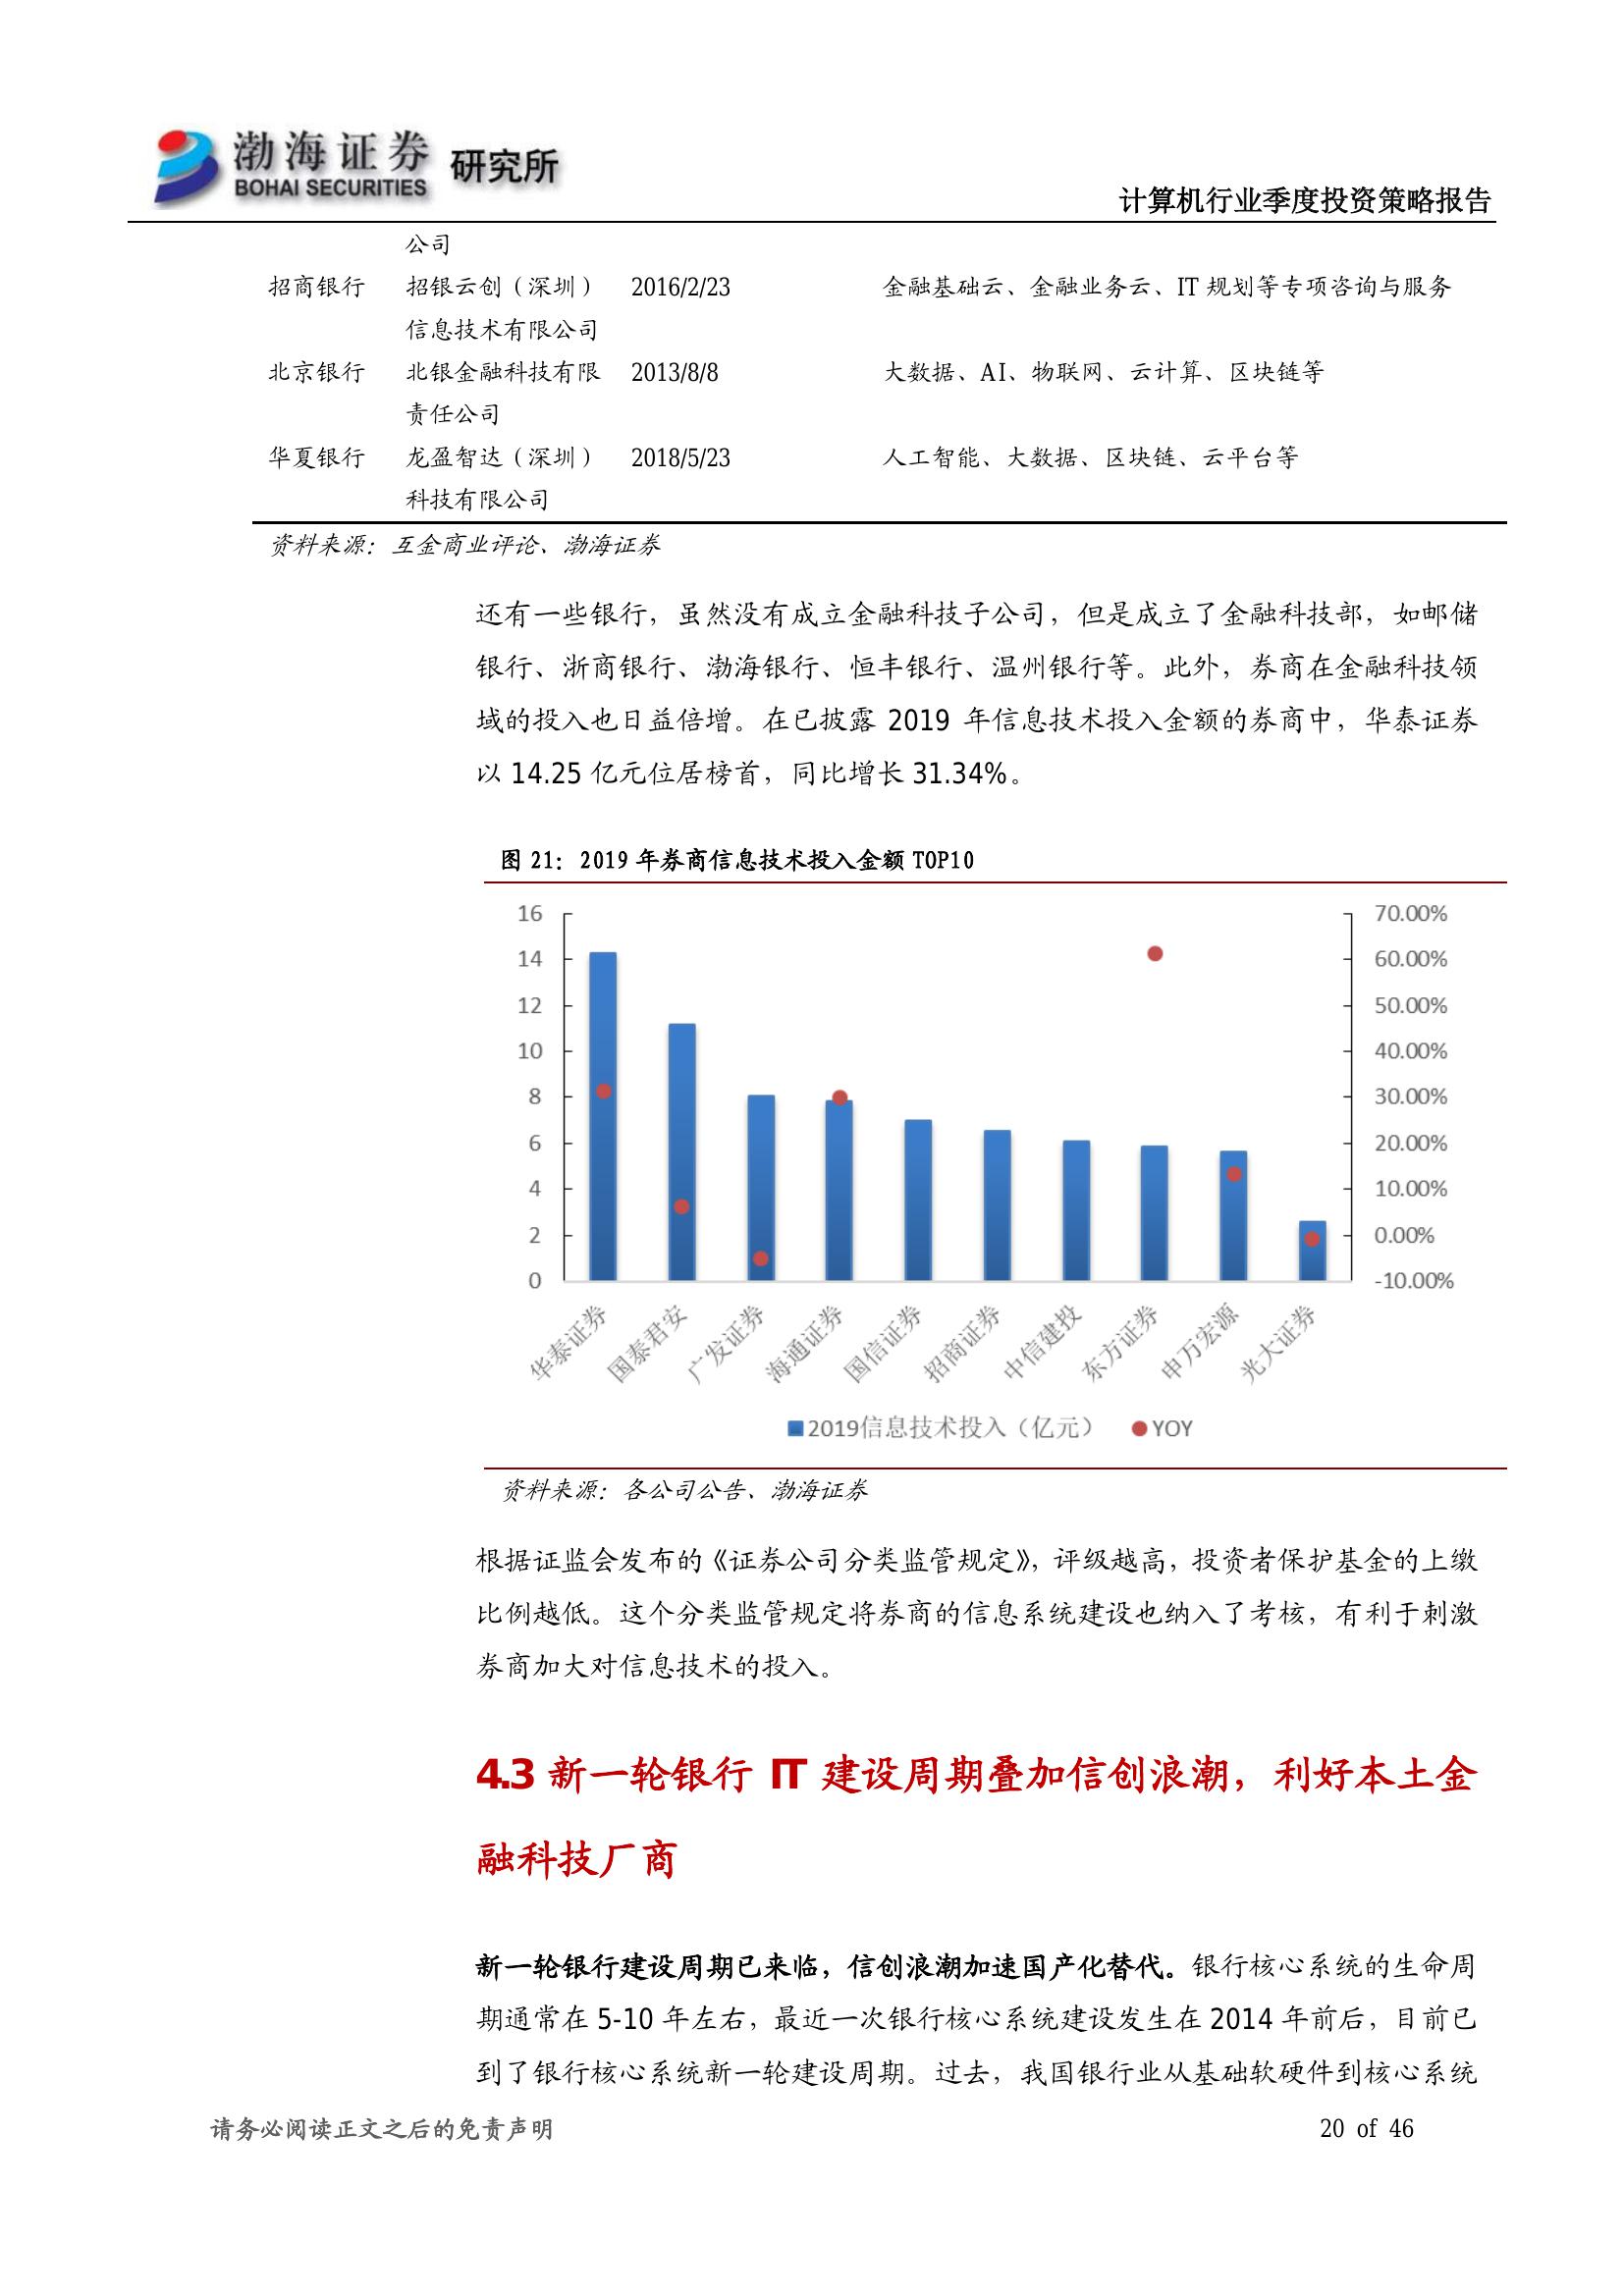 渤海证券 研究所
BOHAI SECURITIES
计算机行业季度投资策略报告
公司
招商银行 招银云创（深圳） 2016/2/23 金融基础云、金融业务云、IT 规划等专项咨询与服务
信息技术有限公司
北京银行 北银金融科技有限 2013/8/8 大数据、AI、物联网、云计算、区块链等
责任公司
华夏银行 龙盈智达（深圳） 2018/5/23 人工智能、大数据、区块链、云平台等
科技有限公司
资料来源：互金商业评论、渤海证券
还有一些银行，虽然没有成立金融科技子公司，但是成立了金融科技部，如邮储
银行、浙商银行、渤海银行、恒丰银行、温州银行等。此外，券商在金融科技领
域的投入也日益倍增。在已披露 2019 年信息技术投入金额的券商中，华泰证券
以 14.25 亿元位居榜首，同比增长 31.34%。
图 21：2019 年券商信息技术投入金额 TOP10
16 70.00%
14 60.00%
12 50.00%
10 40.00%
8 30.00%
6 20.00%
4 10.00%
2 0.00%
0 -10.00%
华泰证券 国泰君安 广发证券 海通证券 国信证券 招商证券 中信建投 东方证券 申万宏源 光大证券
2019信息技术投入（亿元） YOY
资料来源：各公司公告、渤海证券
根据证监会发布的《证券公司分类监管规定》，评级越高，投资者保护基金的上缴
比例越低。这个分类监管规定将券商的信息系统建设也纳入了考核，有利于刺激
券商加大对信息技术的投入。
4.3 新一轮银行 IT 建设周期叠加信创浪潮，利好本土金
融科技厂商
新一轮银行建设周期已来临，信创浪潮加速国产化替代。银行核心系统的生命周
期通常在 5-10 年左右，最近一次银行核心系统建设发生在 2014 年前后，目前已
到了银行核心系统新一轮建设周期。过去，我国银行业从基础软硬件到核心系统
请务必阅读正文之后的免责声明 20 of 46